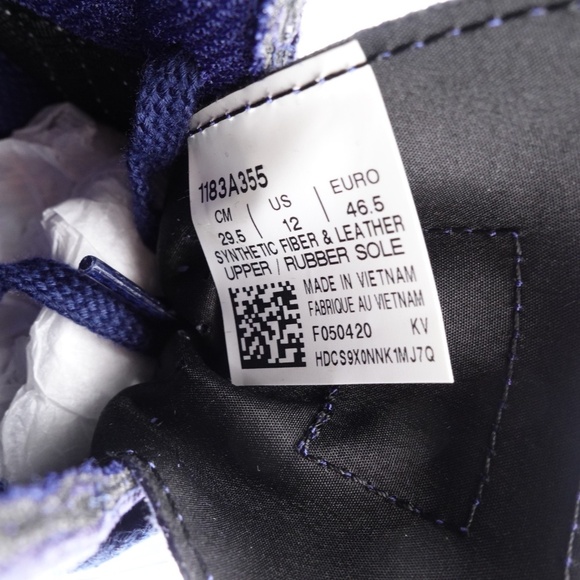 1183A355
CM | US | EURO
29.5 | 12 | 46.5
SYNTHETIC FIBER & LEATHER
UPPER / RUBBER SOLE
MADE IN VIETNAM
FABRIQUE AU VIETNAM
F050420 KV
HDCS9X0NNK1MJ7Q